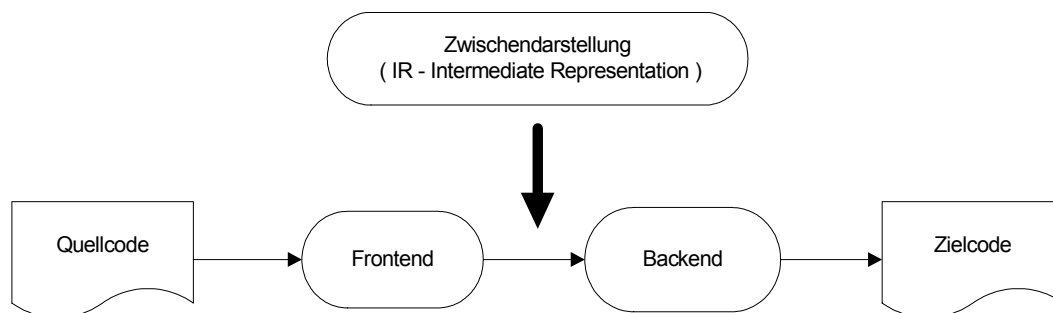 Zwischendarstellung
( IR - Intermediate Representation )
Quellcode
Frontend
Backend
Zielcode